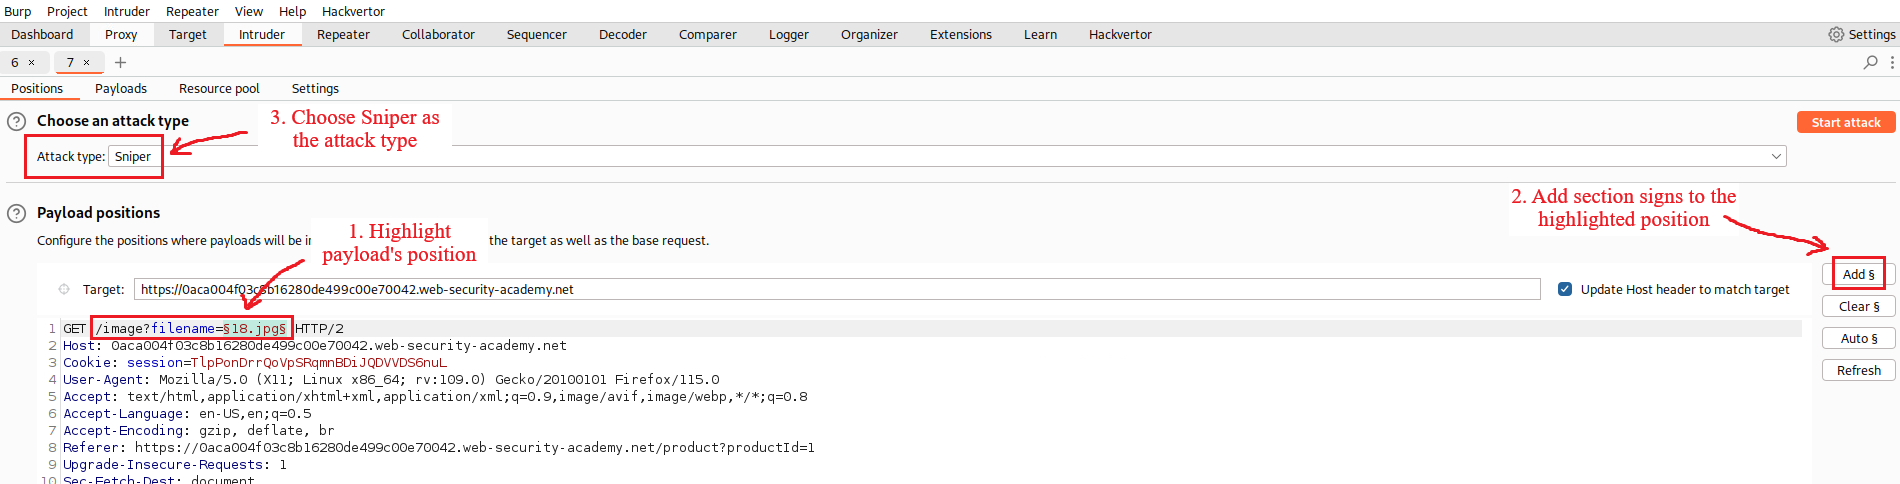 Burp Project Intruder Repeater View Help Hackvertor
Dashboard Proxy Target Intruder Repeater Collaborator Sequencer Decoder Comparer Logger Organizer Extensions Learn Hackvertor Settings
6 × 7 × +
Positions Payloads Resource pool Settings
? Choose an attack type
3. Choose Sniper as
the attack type
Start attack
Attack type: Sniper
2. Add section signs to the
highlighted position
? Payload positions
1. Highlight
payload's position
Configure the positions where payloads will be in the target as well as the base request.
Target: https://0aca004f03c8b16280de499c00e70042.web-security-academy.net
Update Host header to match target
Add §
Clear §
Auto §
Refresh
1 GET /image?filename=§18.jpg§ HTTP/2
2 Host: 0aca004f03c8b16280de499c00e70042.web-security-academy.net
3 Cookie: session=TlpPonDrrQoVpSRqmnBDiJQDVVDS6nuL
4 User-Agent: Mozilla/5.0 (X11; Linux x86_64; rv:109.0) Gecko/20100101 Firefox/115.0
5 Accept: text/html,application/xhtml+xml,application/xml;q=0.9,image/avif,image/webp,*/*;q=0.8
6 Accept-Language: en-US,en;q=0.5
7 Accept-Encoding: gzip, deflate, br
8 Referer: https://0aca004f03c8b16280de499c00e70042.web-security-academy.net/product?productId=1
9 Upgrade-Insecure-Requests: 1
10 Sec-Fetch-Dest: document